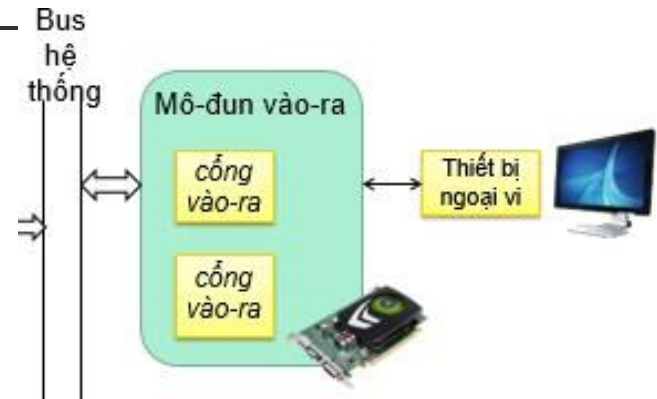 Bus
hệ
thống
Mô-đun vào-ra
cổng
vào-ra
Thiết bị
ngoại vi
cổng
vào-ra